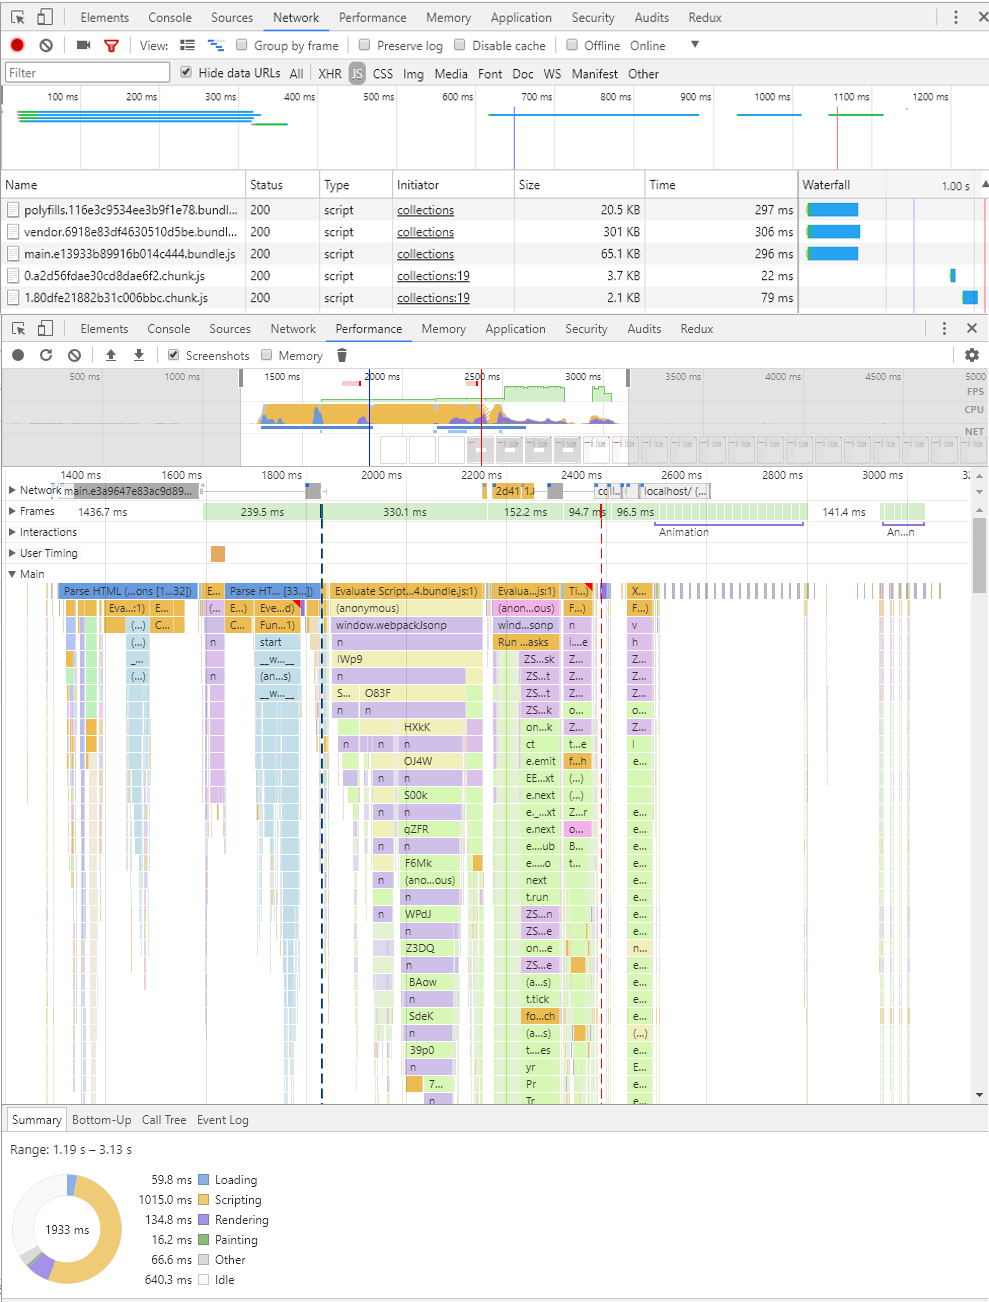 Elements Console Sources Network Performance Memory Application Security Audits Redux
View: Group by frame Preserve log Disable cache Offline Online
Filter Hide data URLs All XHR JS CSS Img Media Font Doc WS Manifest Other
100 ms 200 ms 300 ms 400 ms 500 ms 600 ms 700 ms 800 ms 900 ms 1000 ms 1100 ms 1200 ms
Name Status Type Initiator Size Time Waterfall 1.00 s
polyfills.116e3c9534ee3b9f1e78.bundl... 200 script collections 20.5 KB 297 ms
vendor.6918e83df4630510d5be.bundl... 200 script collections 301 KB 306 ms
main.e13933b89916b014c444.bundle.js 200 script collections 65.1 KB 296 ms
0.a2d56fdae30cd8dae6f2.chunk.js 200 script collections:19 3.7 KB 22 ms
1.80dfe21882b31c006bbc.chunk.js 200 script collections:19 2.1 KB 79 ms
Elements Console Sources Network Performance Memory Application Security Audits Redux
Screenshots Memory
500 ms 1000 ms 1500 ms 2000 ms 2500 ms 3000 ms 3500 ms 4000 ms 4500 ms 5000
FPS
CPU
NET
1400 ms 1600 ms 1800 ms 2000 ms 2200 ms 2400 ms 2600 ms 2800 ms 3000 ms 32
Network main.e3a9647e83ac9d89... 2d41 1. localhost/ (...
Frames 1436.7 ms 239.5 ms 330.1 ms 152.2 ms 94.7 ms 96.5 ms 141.4 ms
Interactions Animation An...n
User Timing
Main
Parse HTML (...ons [1...32]) E... Parse HT... [33...]) Evaluate Script...4.bundle.js:1) Evalua...js:1) Ti... X...
Eva...:1) E... (... E...) Eve...d) (anonymous) (anon...ous) F...) F...
(...) C... C... Fun...1) window.webpackJsonp wind...sonp n v
(...) n start n Run ...asks i...e h
_... __w...__ IWp9 ZS...sk Z... Z...
(...) n (an...s) n ZS...t Z... Z...
__w...__ S... O83F ZS...t Z... Z...
n n ZS...k o... o...
HXkK on...k Z... Z...
n n n ct t...e l
OJ4W e.emit f...h e...
n n EE...xt (...)
S00k e.next (...)
n n e._...xt Z...r e...
qZFR e.next o... e...
n n e....ub B... e...
F6Mk e.....o t... e...
n (ano...ous) next e...
n t.run e...
n WPdJ ZS...n e...
n ZS...e e...
Z3DQ on...e n...
n ZS...e e...
BAow (a...s) e...
n t.tick e...
SdeK fo...ch e...
n (a...s) (...)
39p0 t....es e...
n yr E...
7... Pr e...
n Tr e...
Summary Bottom-Up Call Tree Event Log
Range: 1.19 s – 3.13 s
59.8 ms Loading
1015.0 ms Scripting
134.8 ms Rendering
1933 ms
16.2 ms Painting
66.6 ms Other
640.3 ms Idle